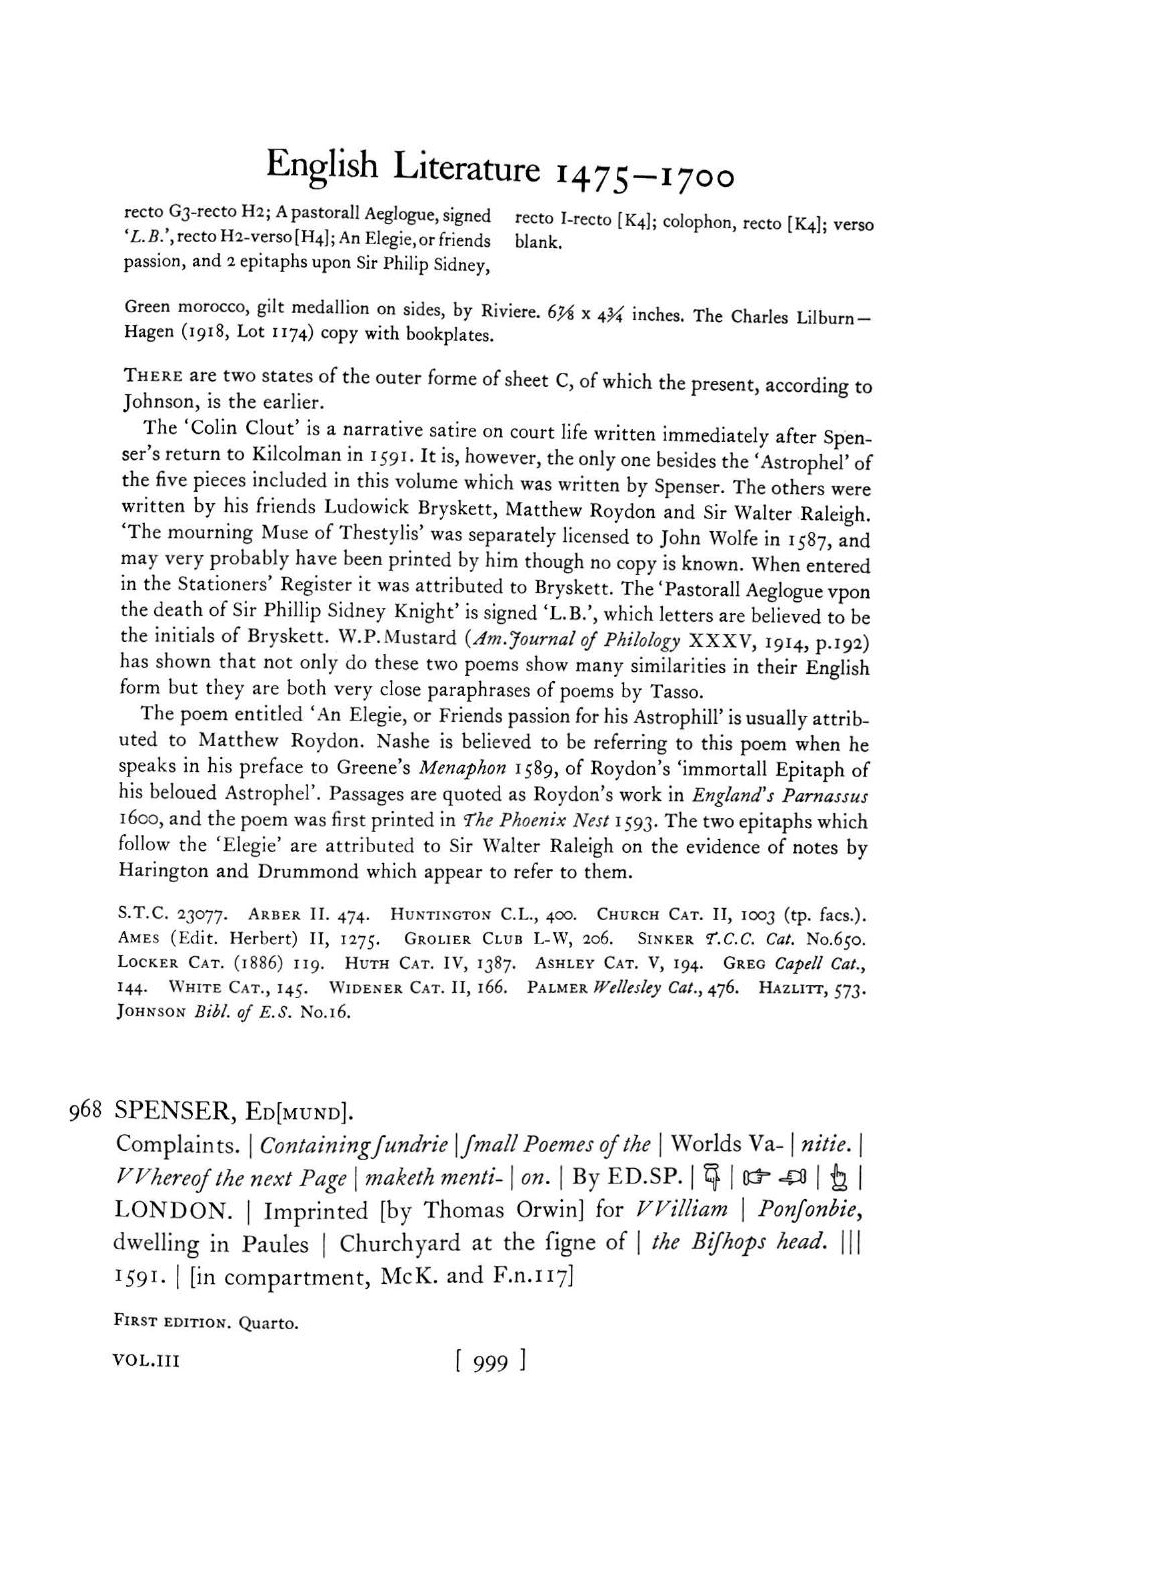 English Literature 1475–1700
recto G3-recto H2; A pastorall Aeglogue, signed
‘L.B.’, recto H2-verso[H4]; An Elegie, or friends
passion, and 2 epitaphs upon Sir Philip Sidney,
recto I-recto [K4]; colophon, recto [K4]; verso
blank.
Green morocco, gilt medallion on sides, by Riviere. 6⅞ x 4¾ inches. The Charles Lilburn—
Hagen (1918, Lot 1174) copy with bookplates.
THERE are two states of the outer forme of sheet C, of which the present, according to
Johnson, is the earlier.
The ‘Colin Clout’ is a narrative satire on court life written immediately after Spen-
ser’s return to Kilcolman in 1591. It is, however, the only one besides the ‘Astrophel’ of
the five pieces included in this volume which was written by Spenser. The others were
written by his friends Ludowick Bryskett, Matthew Roydon and Sir Walter Raleigh.
‘The mourning Muse of Thestylis’ was separately licensed to John Wolfe in 1587, and
may very probably have been printed by him though no copy is known. When entered
in the Stationers’ Register it was attributed to Bryskett. The ‘Pastorall Aeglogue vpon
the death of Sir Phillip Sidney Knight’ is signed ‘L.B.’, which letters are believed to be
the initials of Bryskett. W.P.Mustard (Am.Journal of Philology XXXV, 1914, p.192)
has shown that not only do these two poems show many similarities in their English
form but they are both very close paraphrases of poems by Tasso.
The poem entitled ‘An Elegie, or Friends passion for his Astrophill’ is usually attrib-
uted to Matthew Roydon. Nashe is believed to be referring to this poem when he
speaks in his preface to Greene’s Menaphon 1589, of Roydon’s ‘immortall Epitaph of
his beloued Astrophel’. Passages are quoted as Roydon’s work in England’s Parnassus
1600, and the poem was first printed in The Phoenix Nest 1593. The two epitaphs which
follow the ‘Elegie’ are attributed to Sir Walter Raleigh on the evidence of notes by
Harington and Drummond which appear to refer to them.
S.T.C. 23077. ARBER II. 474. HUNTINGTON C.L., 400. CHURCH CAT. II, 1003 (tp. facs.).
AMES (Edit. Herbert) II, 1275. GROLIER CLUB L-W, 206. SINKER T.C.C. Cat. No.650.
LOCKER CAT. (1886) 119. HUTH CAT. IV, 1387. ASHLEY CAT. V, 194. GREG Capell Cat.,
144. WHITE CAT., 145. WIDENER CAT. II, 166. PALMER Wellesley Cat., 476. HAZLITT, 573.
JOHNSON Bibl. of E.S. No.16.
968 SPENSER, ED[MUND].
Complaints. | Containing ſundrie | ſmall Poemes of the | Worlds Va- | nitie. |
VVhereof the next Page | maketh menti- | on. | By ED.SP. | ☟ | ☞ ☜ | ☝ |
LONDON. | Imprinted [by Thomas Orwin] for VVilliam | Ponſonbie,
dwelling in Paules | Churchyard at the ſigne of | the Biſhops head. |||
1591. | [in compartment, McK. and F.n.117]
FIRST EDITION. Quarto.
VOL.III [ 999 ]